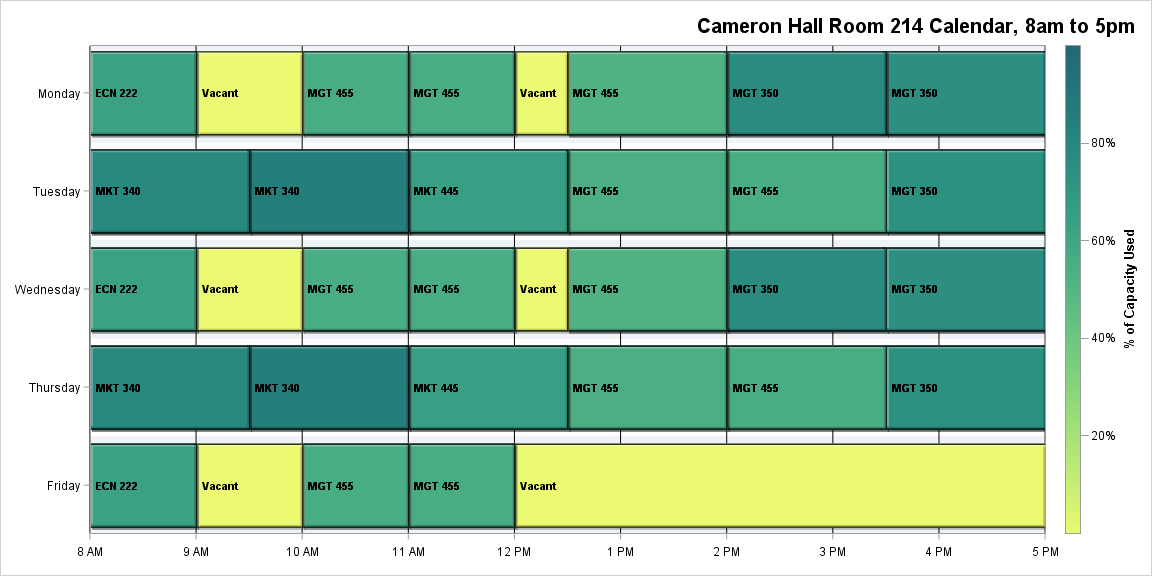 Cameron Hall Room 214 Calendar, 8am to 5pm
Monday ECN 222 Vacant MGT 455 MGT 455 Vacant MGT 455 MGT 350 MGT 350
Tuesday MKT 340 MKT 340 MKT 445 MGT 455 MGT 455 MGT 350
Wednesday ECN 222 Vacant MGT 455 MGT 455 Vacant MGT 455 MGT 350 MGT 350
Thursday MKT 340 MKT 340 MKT 445 MGT 455 MGT 455 MGT 350
Friday ECN 222 Vacant MGT 455 MGT 455 Vacant
8 AM 9 AM 10 AM 11 AM 12 PM 1 PM 2 PM 3 PM 4 PM 5 PM
80%
60%
40%
20%
% of Capacity Used